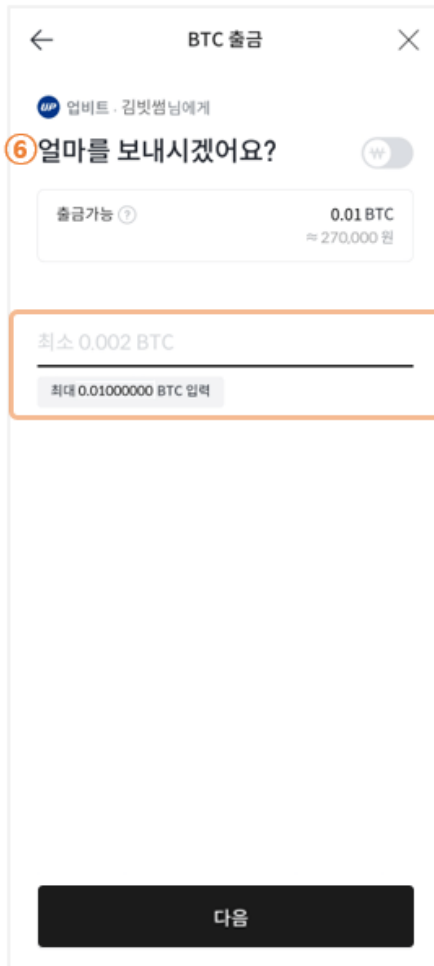 BTC 출금
UP 업비트 · 김빗썸님에게
⑥ 얼마를 보내시겠어요?
₩
출금가능 ? 0.01 BTC
≈ 270,000 원
최소 0.002 BTC
최대 0.01000000 BTC 입력
다음